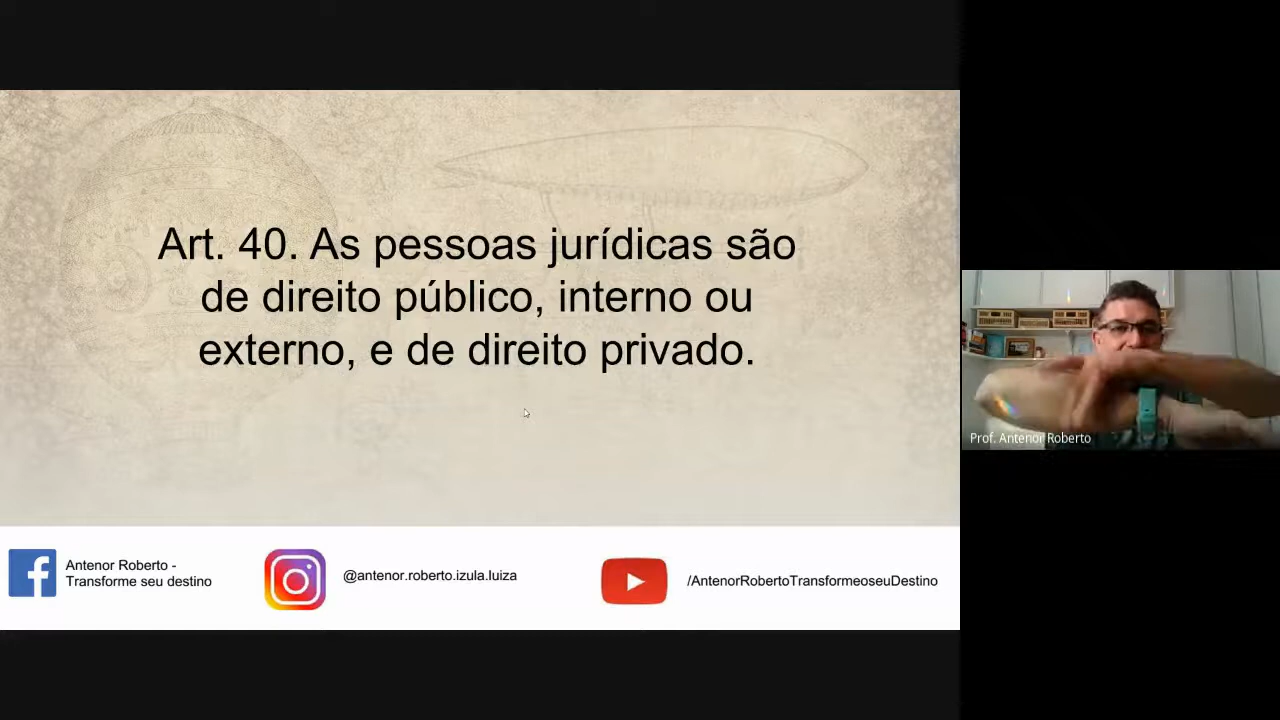 Art. 40. As pessoas jurídicas são
de direito público, interno ou
externo, e de direito privado.
Prof. Antenor Roberto
Antenor Roberto -
Transforme seu destino
@antenor.roberto.izula.luiza
/AntenorRobertoTransformeoseuDestino